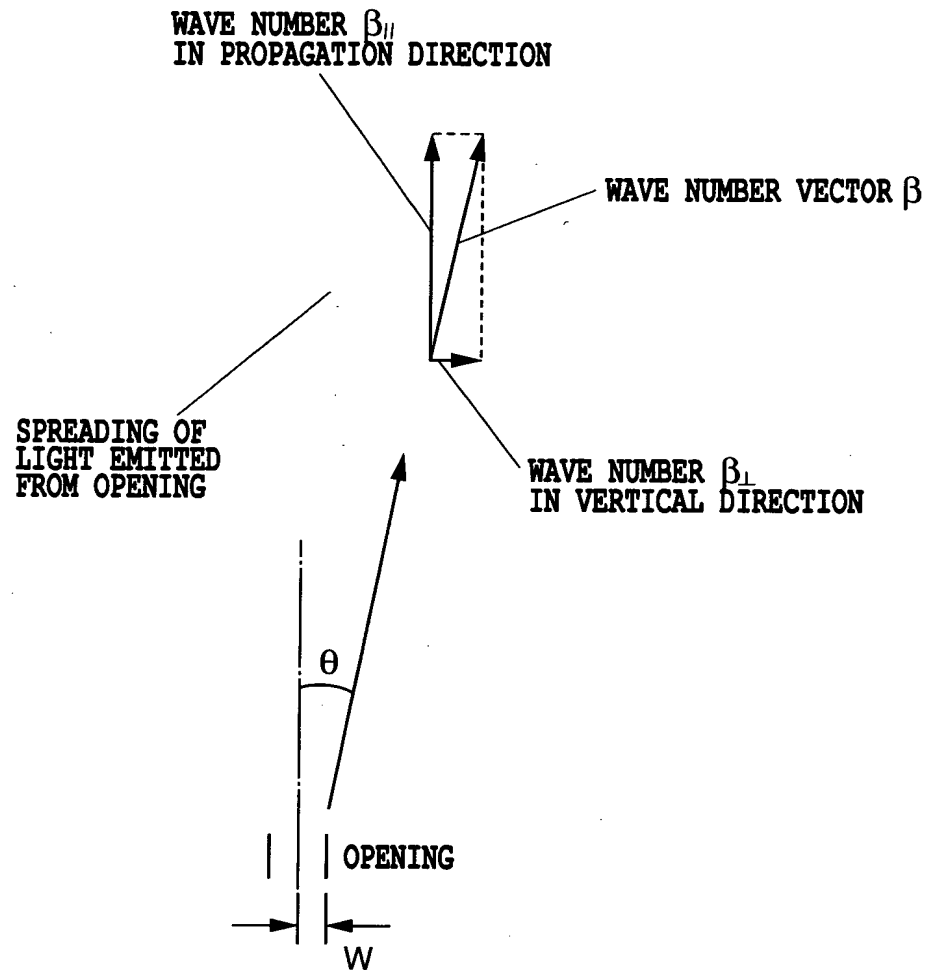 WAVE NUMBER β∥
IN PROPAGATION DIRECTION
WAVE NUMBER VECTOR β
SPREADING OF
LIGHT EMITTED
FROM OPENING
WAVE NUMBER β⊥
IN VERTICAL DIRECTION
θ
OPENING
W